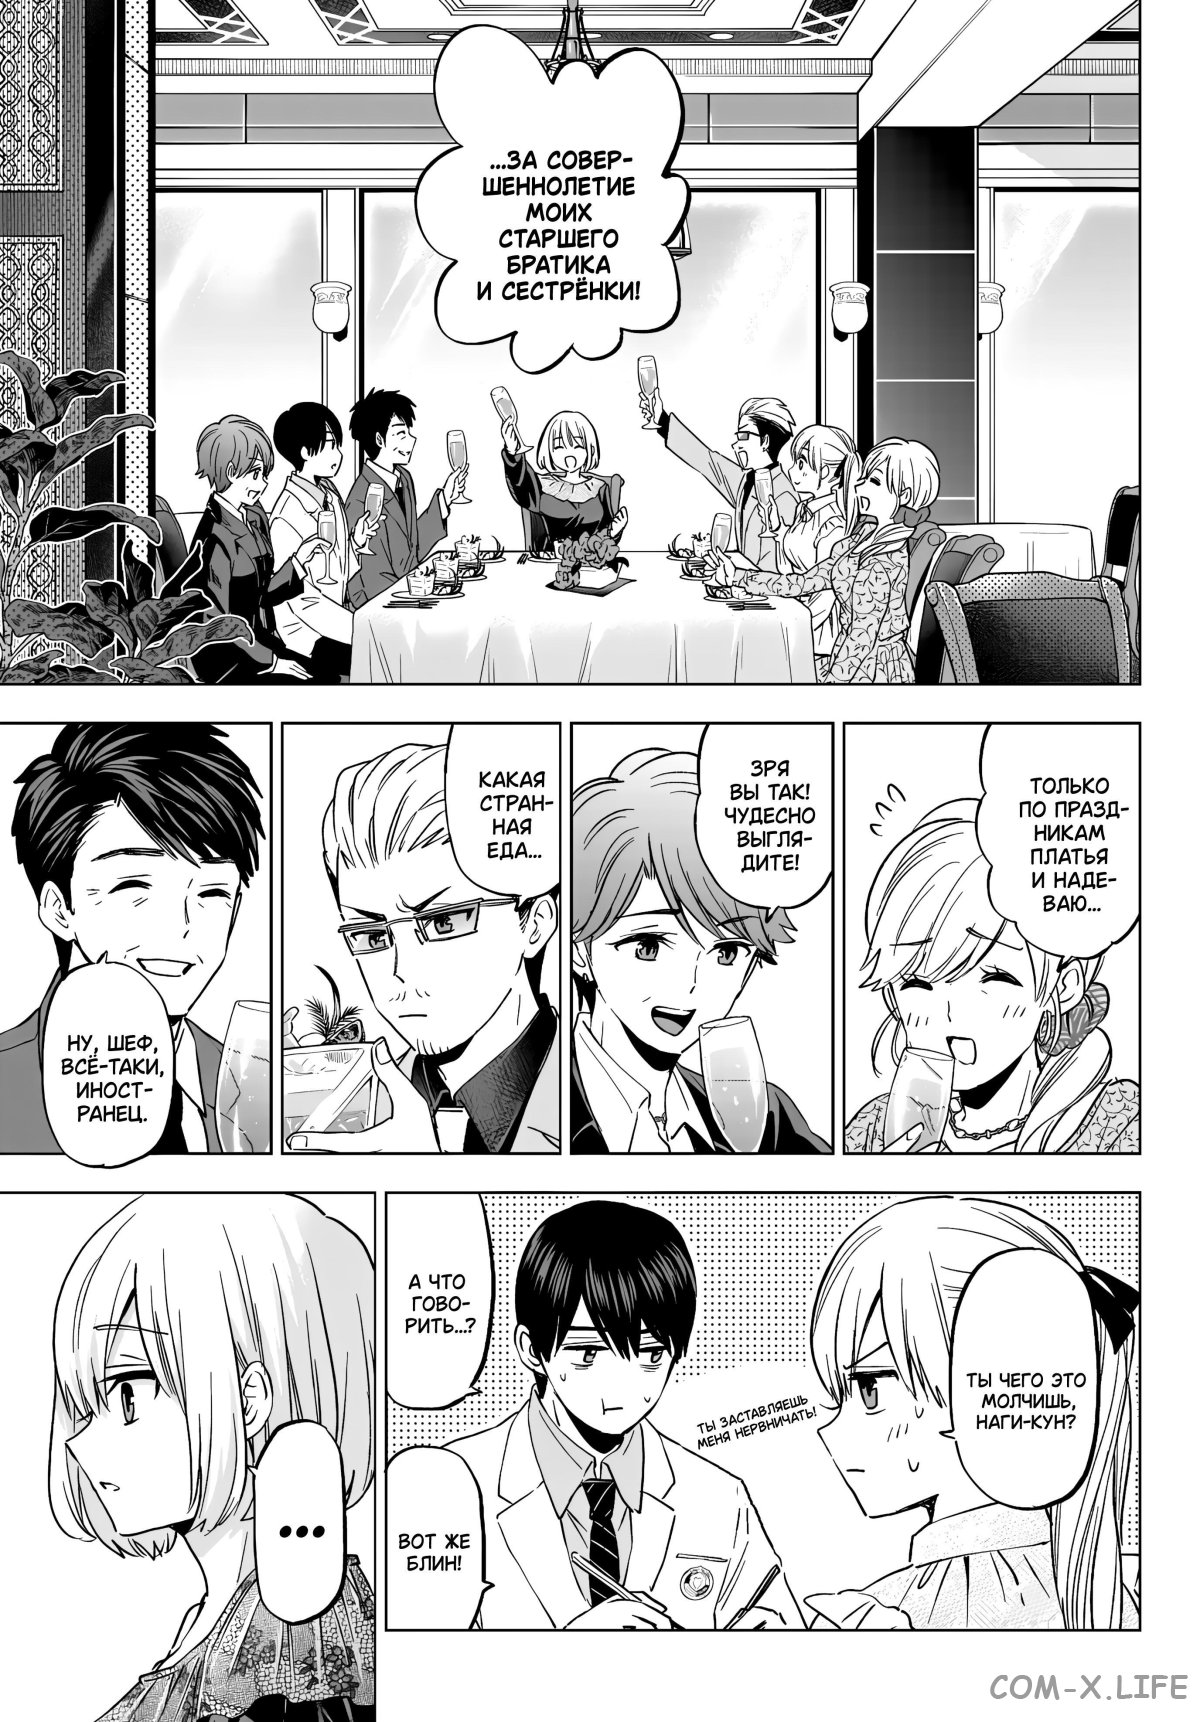 ...ЗА СОВЕР-
ШЕННОЛЕТИЕ
МОИХ
СТАРШЕГО
БРАТИКА
И СЕСТРЁНКИ!
ТОЛЬКО
ПО ПРАЗД-
НИКАМ
ПЛАТЬЯ
И НАДЕ-
ВАЮ...
ЗРЯ
ВЫ ТАК!
ЧУДЕСНО
ВЫГЛЯ-
ДИТЕ!
КАКАЯ
СТРАН-
НАЯ
ЕДА...
НУ, ШЕФ,
ВСЁ-ТАКИ,
ИНОСТ-
РАНЕЦ.
ТЫ ЧЕГО ЭТО
МОЛЧИШЬ,
НАГИ-КУН?
ТЫ ЗАСТАВЛЯЕШЬ
МЕНЯ НЕРВНИЧАТЬ!
А ЧТО
ГОВО-
РИТЬ...?
ВОТ ЖЕ
БЛИН!
...
COM-X.LIFE